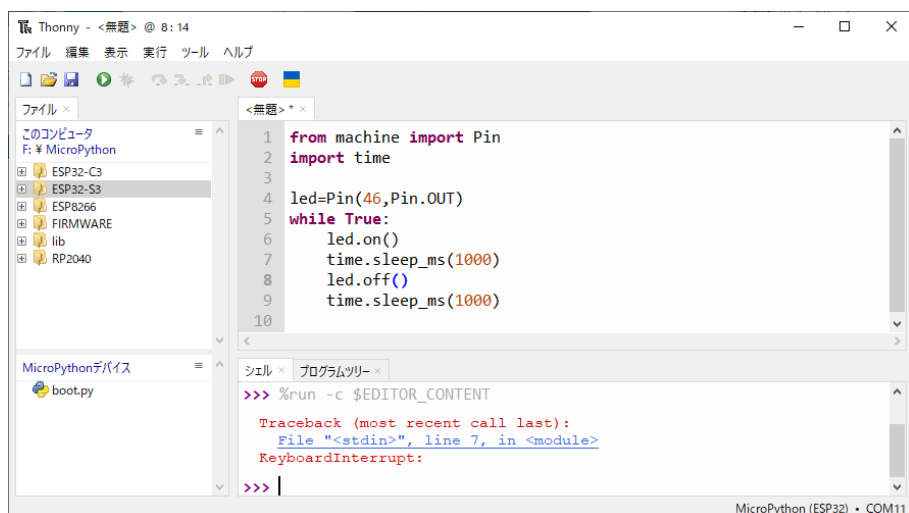 Thonny - <無題> @ 8:14
ファイル 編集 表示 実行 ツール ヘルプ
STOP
ファイル ×
このコンピュータ
F: ¥ MicroPython
ESP32-C3
ESP32-S3
ESP8266
FIRMWARE
lib
RP2040
MicroPythonデバイス
boot.py
<無題> * ×
1 from machine import Pin
2 import time
3
4 led=Pin(46,Pin.OUT)
5 while True:
6     led.on()
7     time.sleep_ms(1000)
8     led.off()
9     time.sleep_ms(1000)
10
シェル × プログラムツリー ×
>>> %run -c $EDITOR_CONTENT
Traceback (most recent call last):
  File "<stdin>", line 7, in <module>
KeyboardInterrupt:
>>>
MicroPython (ESP32) • COM11